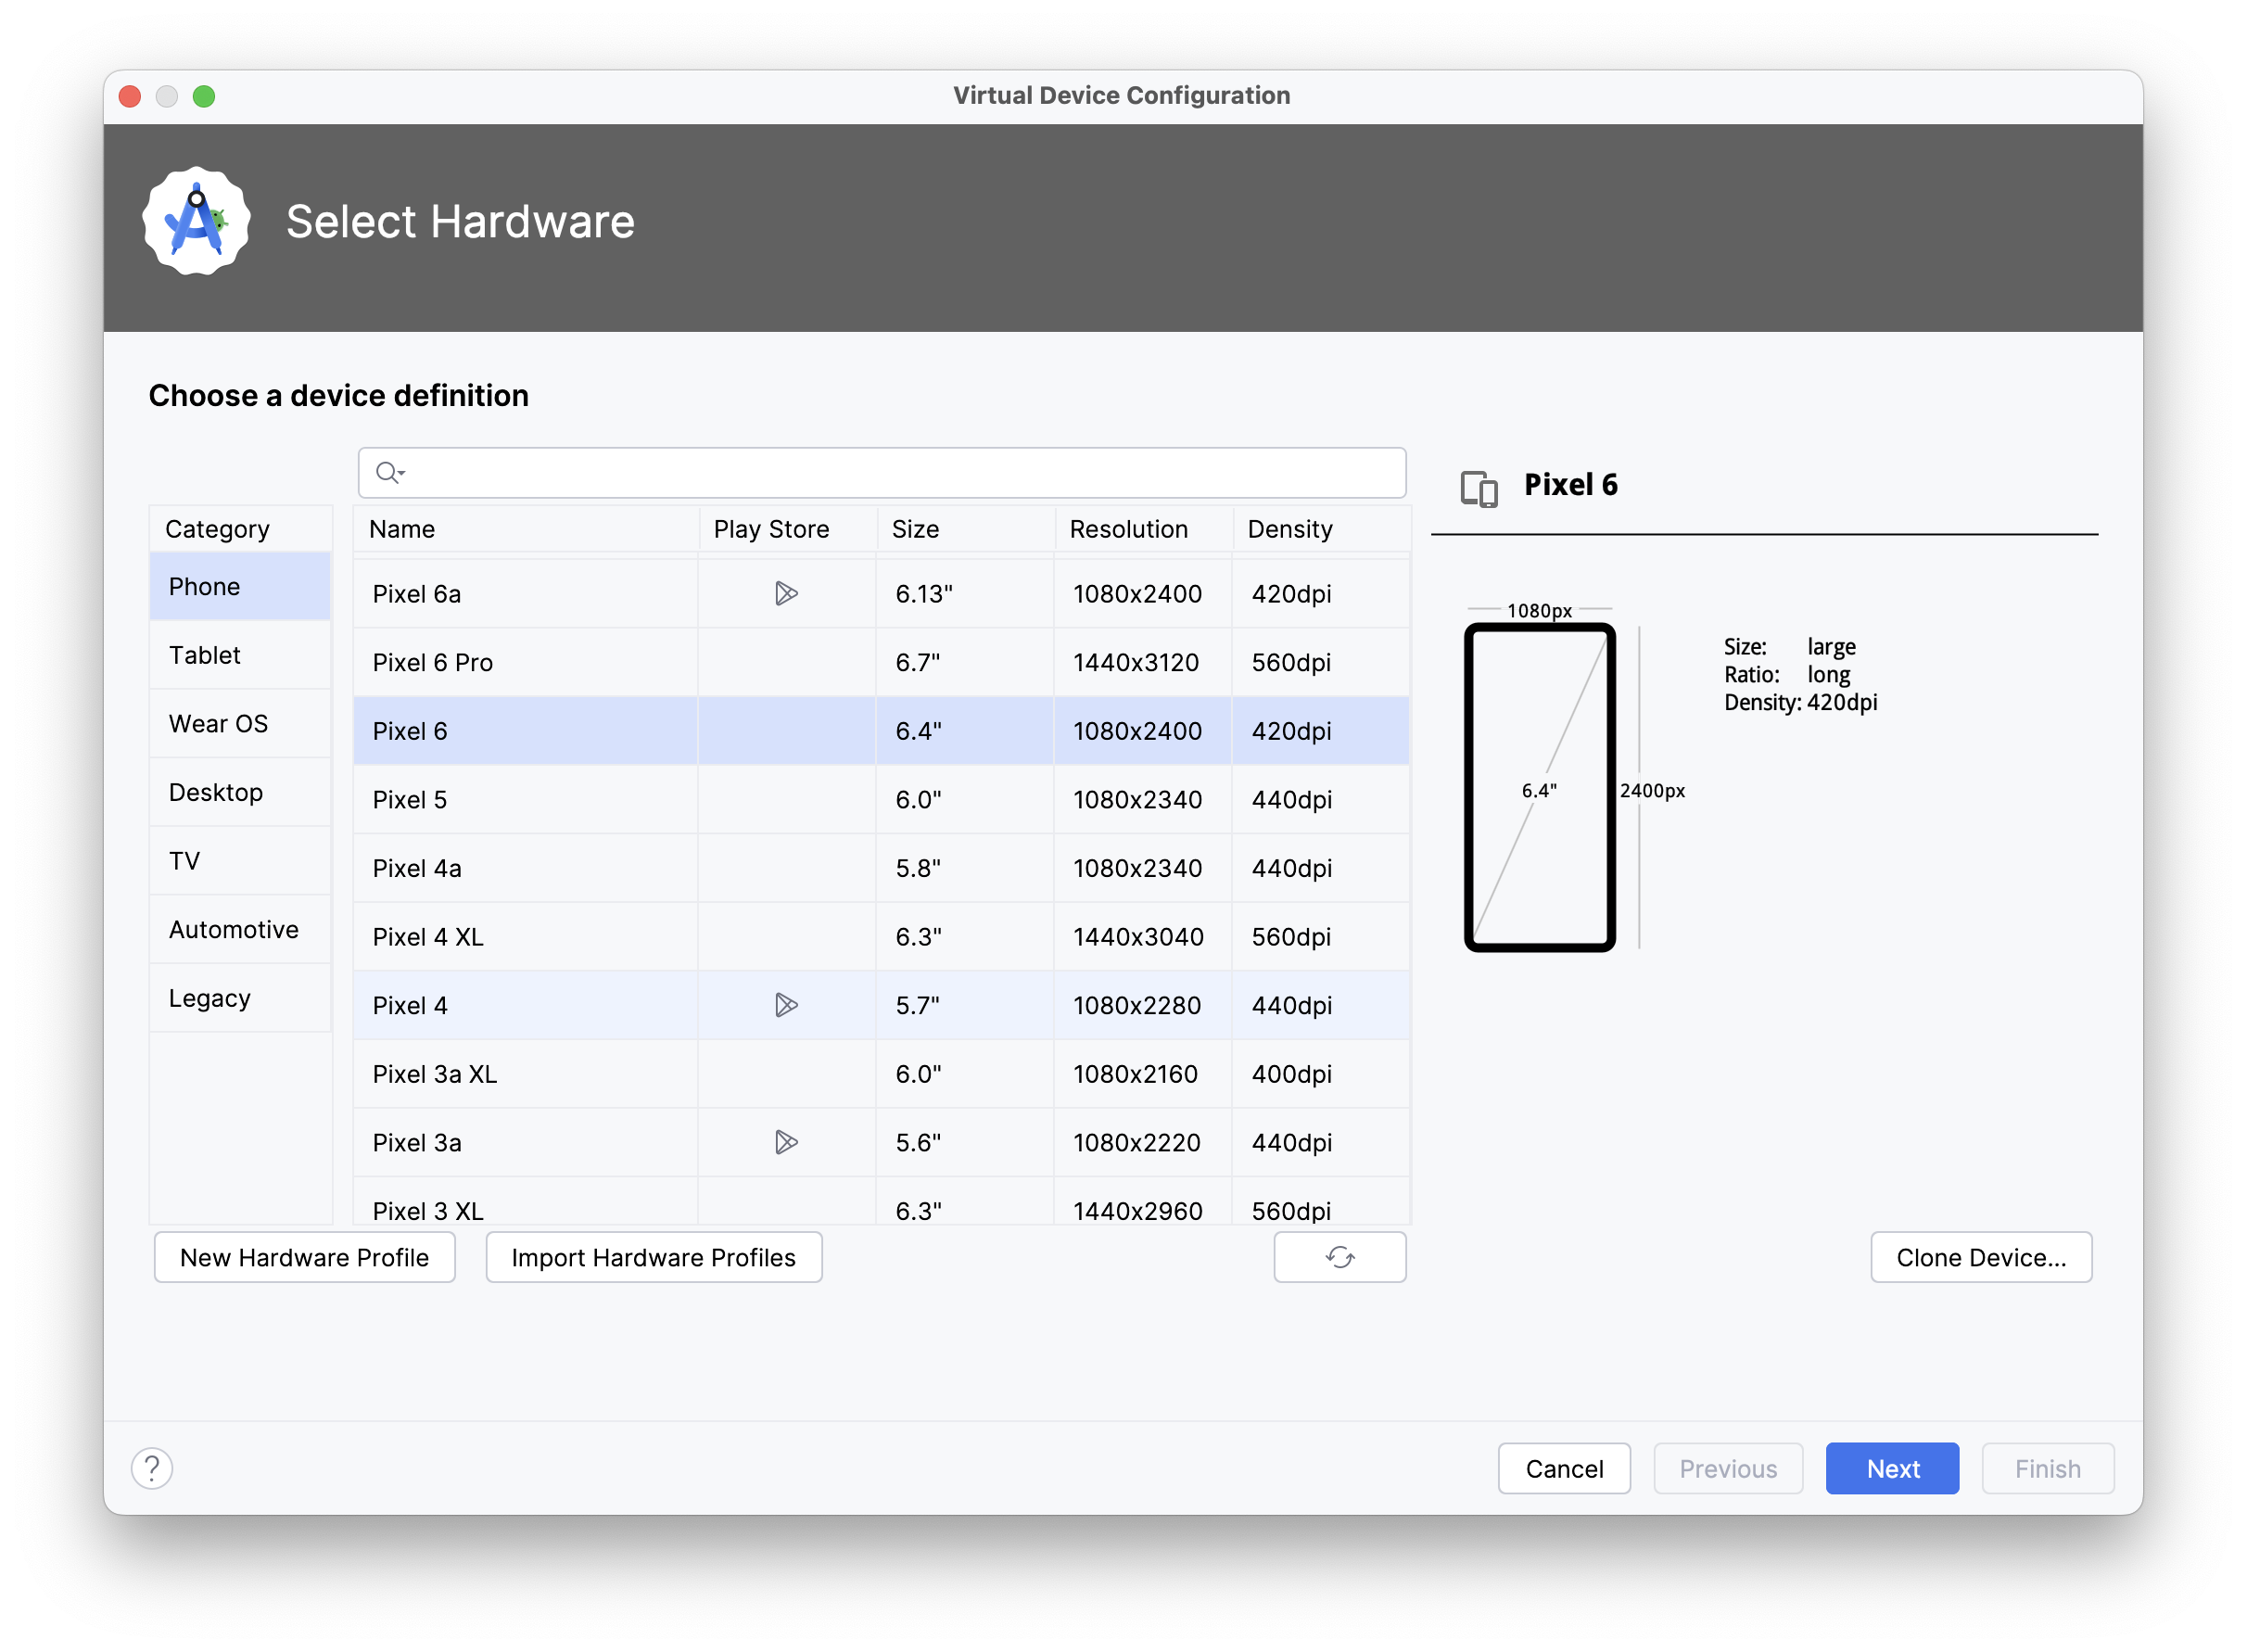 Virtual Device Configuration
Select Hardware
Choose a device definition
Category
Phone
Tablet
Wear OS
Desktop
TV
Automotive
Legacy
Name Play Store Size Resolution Density
Pixel 6a 6.13" 1080x2400 420dpi
Pixel 6 Pro 6.7" 1440x3120 560dpi
Pixel 6 6.4" 1080x2400 420dpi
Pixel 5 6.0" 1080x2340 440dpi
Pixel 4a 5.8" 1080x2340 440dpi
Pixel 4 XL 6.3" 1440x3040 560dpi
Pixel 4 5.7" 1080x2280 440dpi
Pixel 3a XL 6.0" 1080x2160 400dpi
Pixel 3a 5.6" 1080x2220 440dpi
Pixel 3 XL 6.3" 1440x2960 560dpi
Pixel 6
1080px
6.4"
2400px
Size: large
Ratio: long
Density: 420dpi
New Hardware Profile Import Hardware Profiles Clone Device...
? Cancel Previous Next Finish